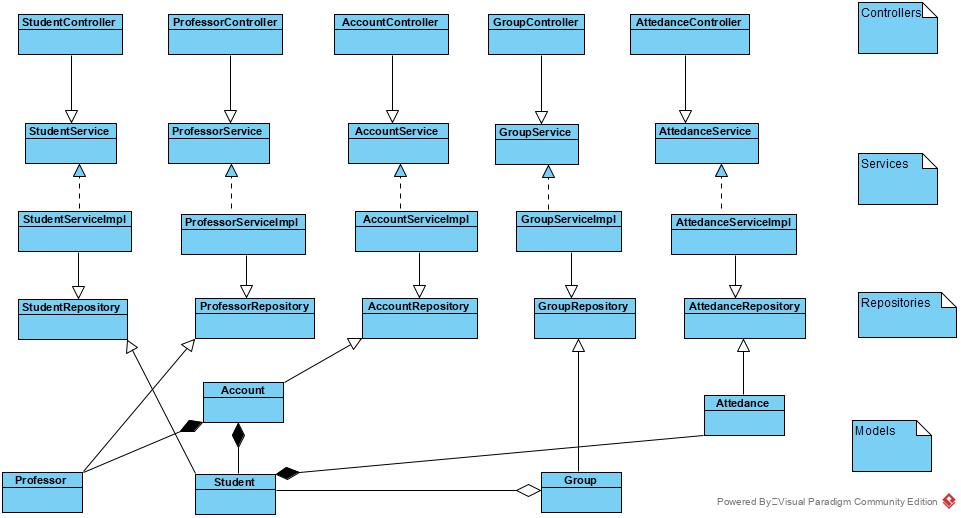 StudentController
ProfessorController
AccountController
GroupController
AttedanceController
Controllers
StudentService
ProfessorService
AccountService
GroupService
AttedanceService
Services
StudentServiceImpl
ProfessorServiceImpl
AccountServiceImpl
GroupServiceImpl
AttedanceServiceImpl
StudentRepository
ProfessorRepository
AccountRepository
GroupRepository
AttedanceRepository
Repositories
Account
Attedance
Models
Professor
Student
Group
Powered By Visual Paradigm Community Edition